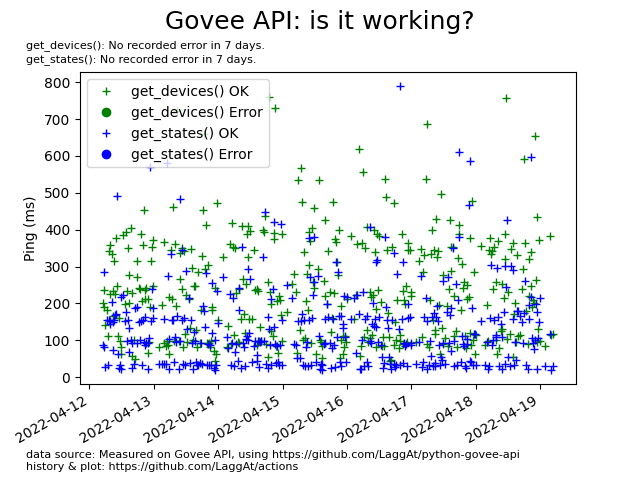 Govee API: is it working?
get_devices(): No recorded error in 7 days.
get_states(): No recorded error in 7 days.
get_devices() OK
get_devices() Error
get_states() OK
get_states() Error
Ping (ms)
800
700
600
500
400
300
200
100
0
2022-04-12
2022-04-13
2022-04-14
2022-04-15
2022-04-16
2022-04-17
2022-04-18
2022-04-19
data source: Measured on Govee API, using https://github.com/LaggAt/python-govee-api
history & plot: https://github.com/LaggAt/actions